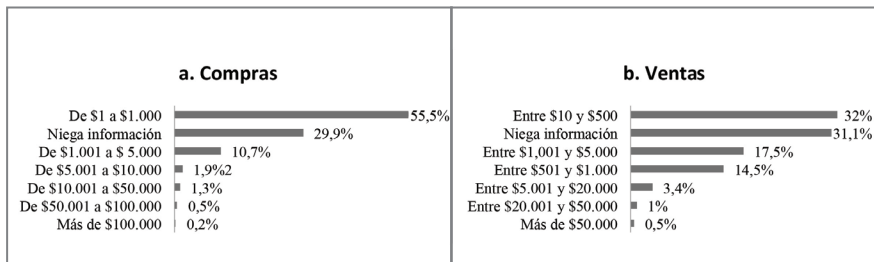 a. Compras
De $1 a $1.000 55,5%
Niega información 29,9%
De $1.001 a $ 5.000 10,7%
De $5.001 a $10.000 1,9%2
De $10.001 a $50.000 1,3%
De $50.001 a $100.000 0,5%
Más de $100.000 0,2%
b. Ventas
Entre $10 y $500 32%
Niega información 31,1%
Entre $1,001 y $5.000 17,5%
Entre $501 y $1.000 14,5%
Entre $5.001 y $20.000 3,4%
Entre $20.001 y $50.000 1%
Más de $50.000 0,5%